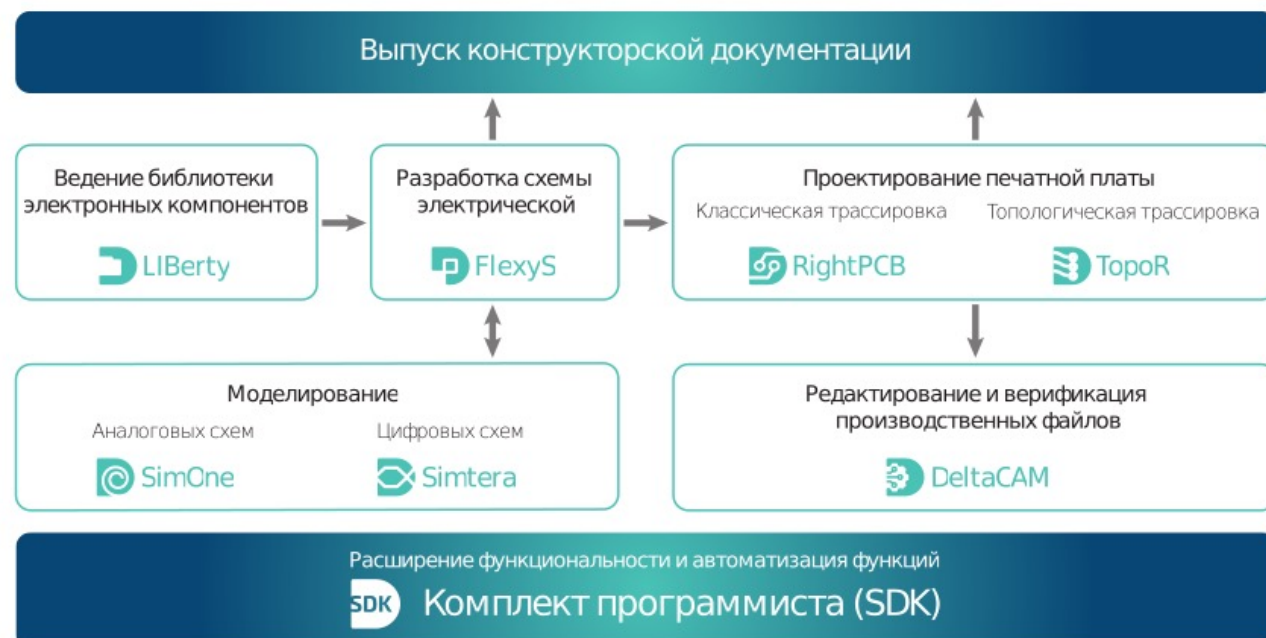 Выпуск конструкторской документации
Ведение библиотеки
электронных компонентов
LIBerty
Разработка схемы
электрической
FlexyS
Проектирование печатной платы
Классическая трассировка
Топологическая трассировка
RightPCB
TopoR
Моделирование
Аналоговых схем
Цифровых схем
SimOne
Simtera
Редактирование и верификация
производственных файлов
DeltaCAM
Расширение функциональности и автоматизация функций
SDK
Комплект программиста (SDK)